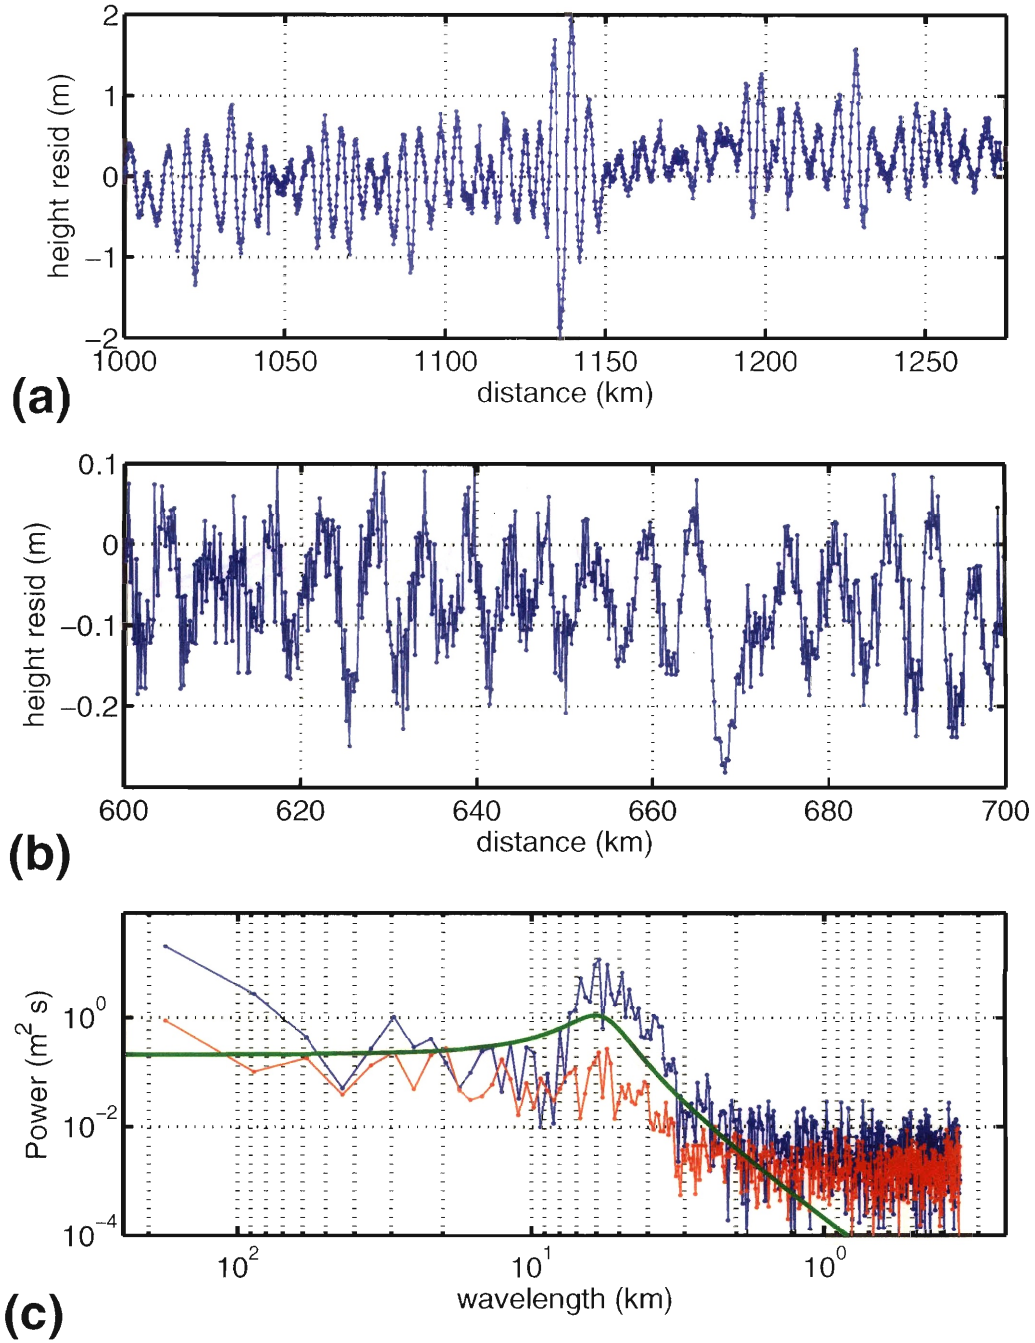 2
1
0
−1
−2
height resid (m)
1000 1050 1100 1150 1200 1250
distance (km)
(a)
0.1
0
−0.1
−0.2
height resid (m)
600 620 640 660 680 700
distance (km)
(b)
10^0
10^−2
10^−4
Power (m^2 s)
10^2 10^1 10^0
wavelength (km)
(c)